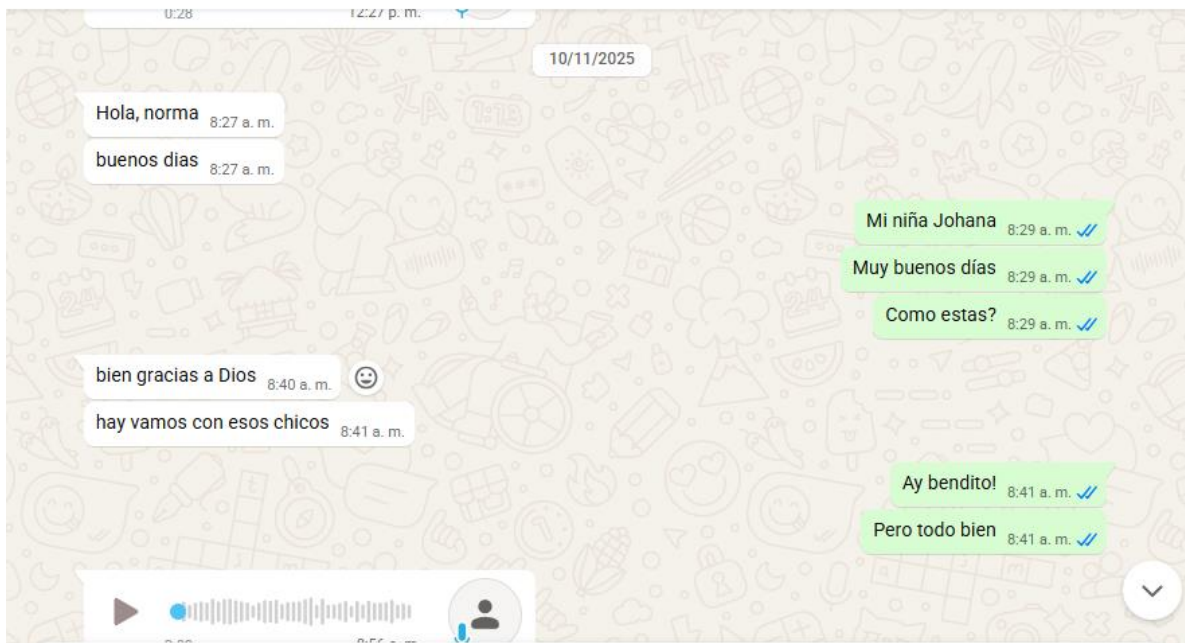 0:28 12:27 p. m.
10/11/2025
Hola, norma 8:27 a. m.
buenos dias 8:27 a. m.
Mi niña Johana 8:29 a. m.
Muy buenos días 8:29 a. m.
Como estas? 8:29 a. m.
bien gracias a Dios 8:40 a. m.
hay vamos con esos chicos 8:41 a. m.
Ay bendito! 8:41 a. m.
Pero todo bien 8:41 a. m.
8:56 a. m.